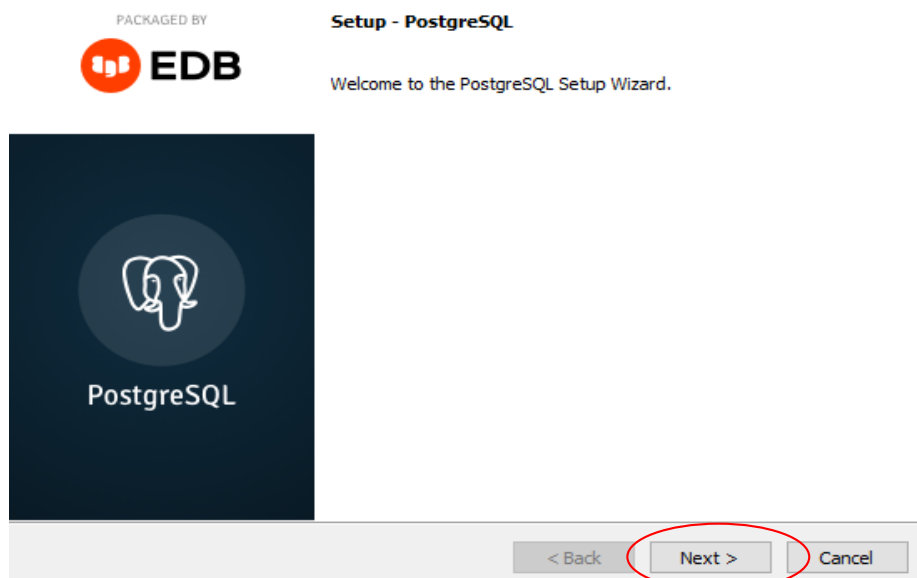 PACKAGED BY
EDB
Setup - PostgreSQL
Welcome to the PostgreSQL Setup Wizard.
PostgreSQL
< Back
Next >
Cancel